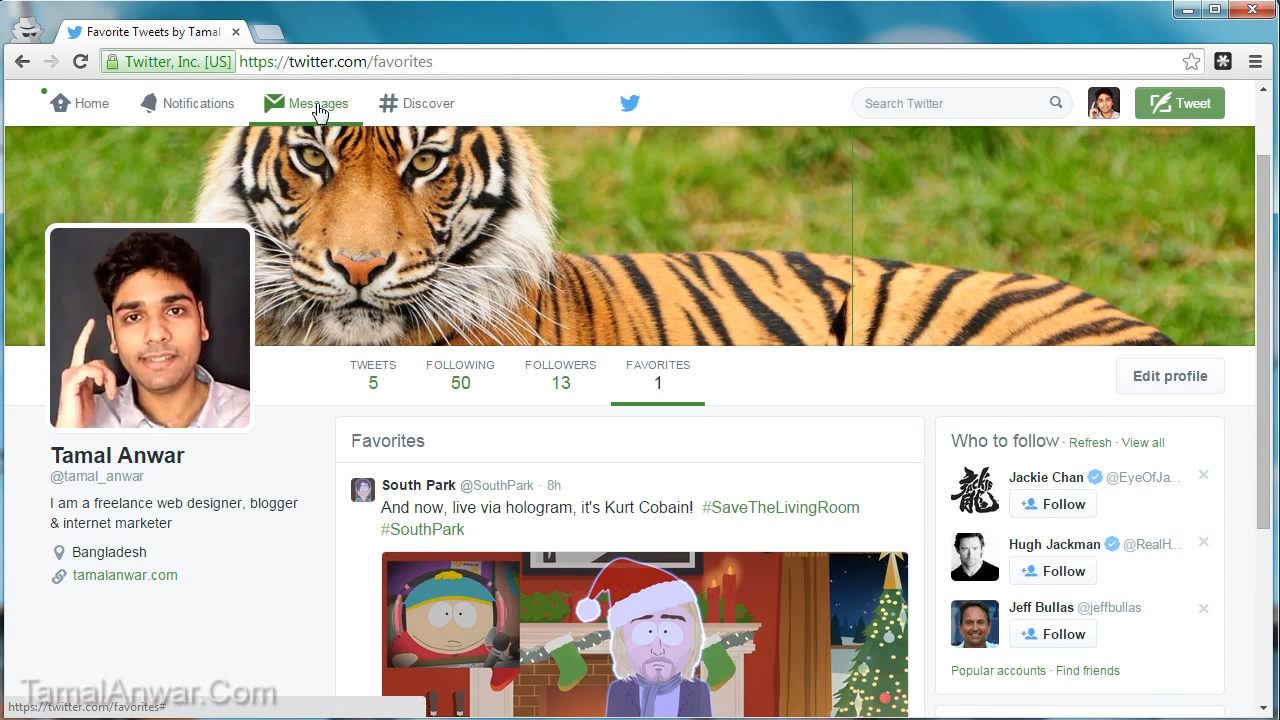 Favorite Tweets by Tamal
Twitter, Inc. [US] https://twitter.com/favorites
Home Notifications Messages Discover Search Twitter Tweet
TWEETS FOLLOWING FOLLOWERS FAVORITES
5 50 13 1
Edit profile
Tamal Anwar
@tamal_anwar
I am a freelance web designer, blogger
& internet marketer
Bangladesh
tamalanwar.com
Favorites
South Park @SouthPark · 8h
And now, live via hologram, it's Kurt Cobain! #SaveTheLivingRoom
#SouthPark
Who to follow · Refresh · View all
Jackie Chan @EyeOfJa...
Follow
Hugh Jackman @RealH...
Follow
Jeff Bullas @jeffbullas
Follow
Popular accounts · Find friends
TamalAnwar.Com
https://twitter.com/favorites#